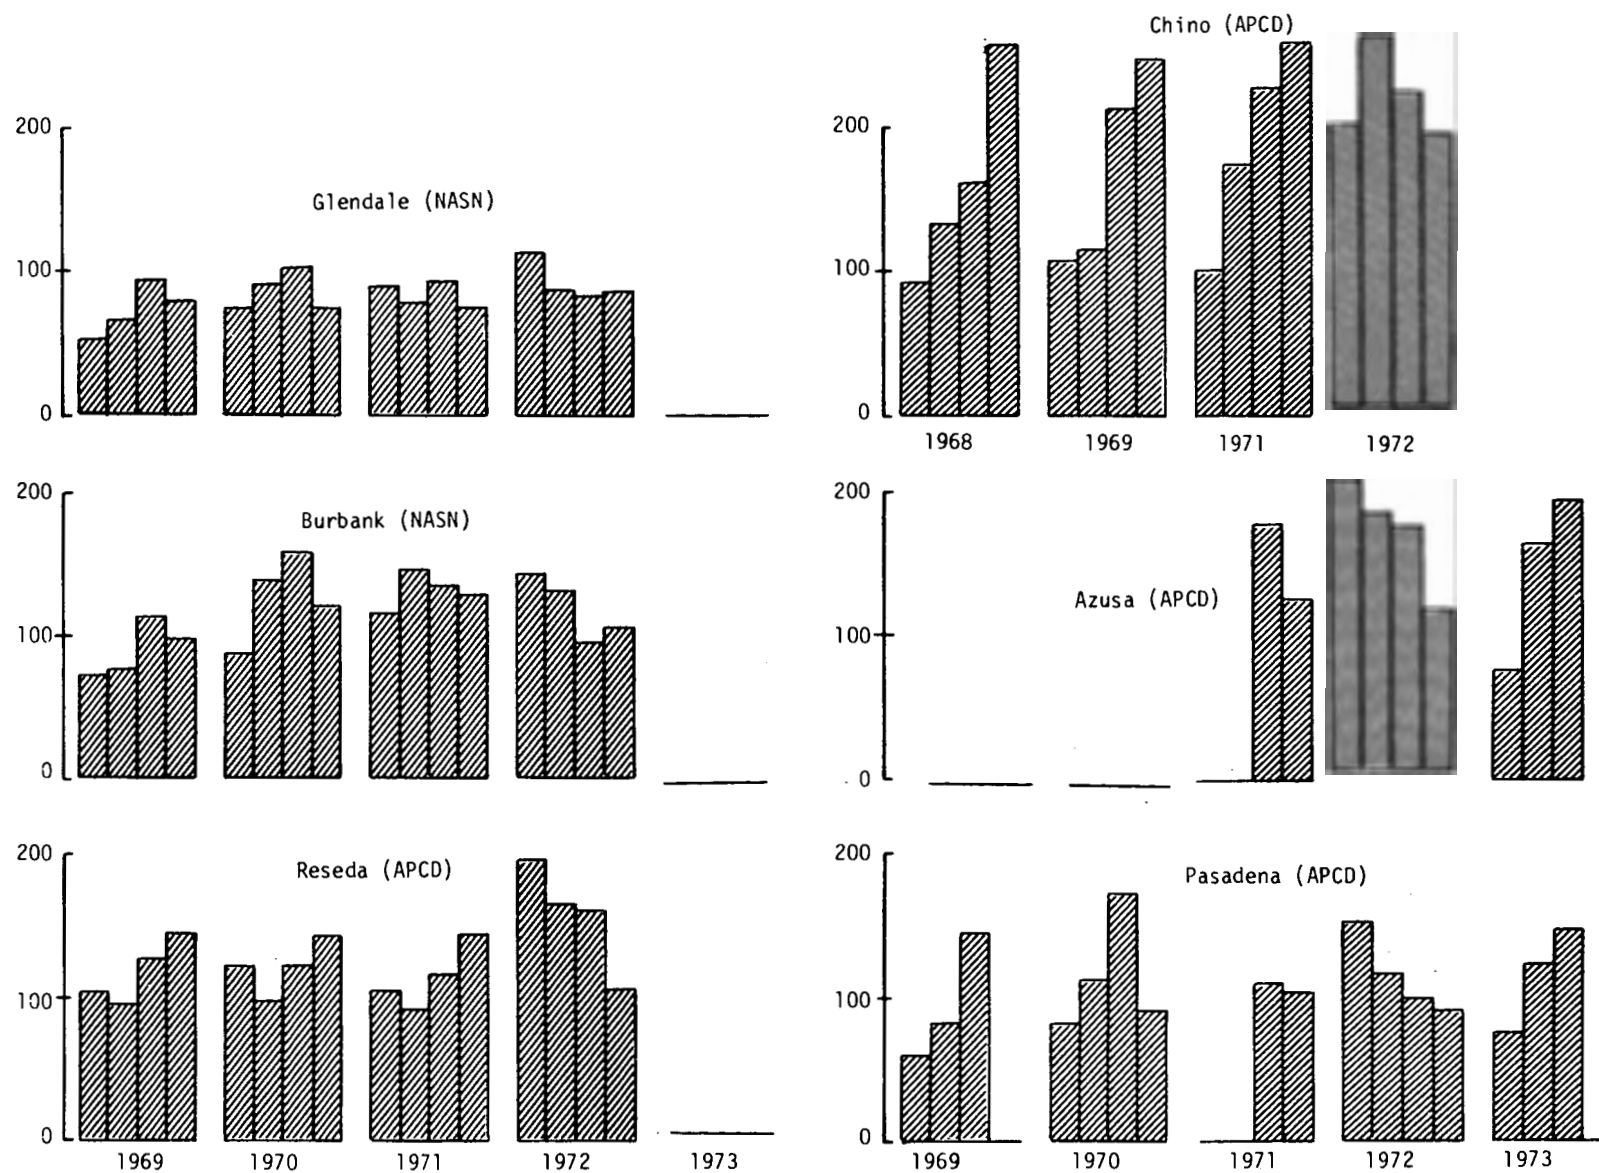 Chino (APCD)
200
100
0
1968 1969 1971 1972
200
Glendale (NASN)
100
0
200
Burbank (NASN)
100
0
200
Azusa (APCD)
100
0
200
Reseda (APCD)
100
0
1969 1970 1971 1972 1973
200
Pasadena (APCD)
100
0
1969 1970 1971 1972 1973